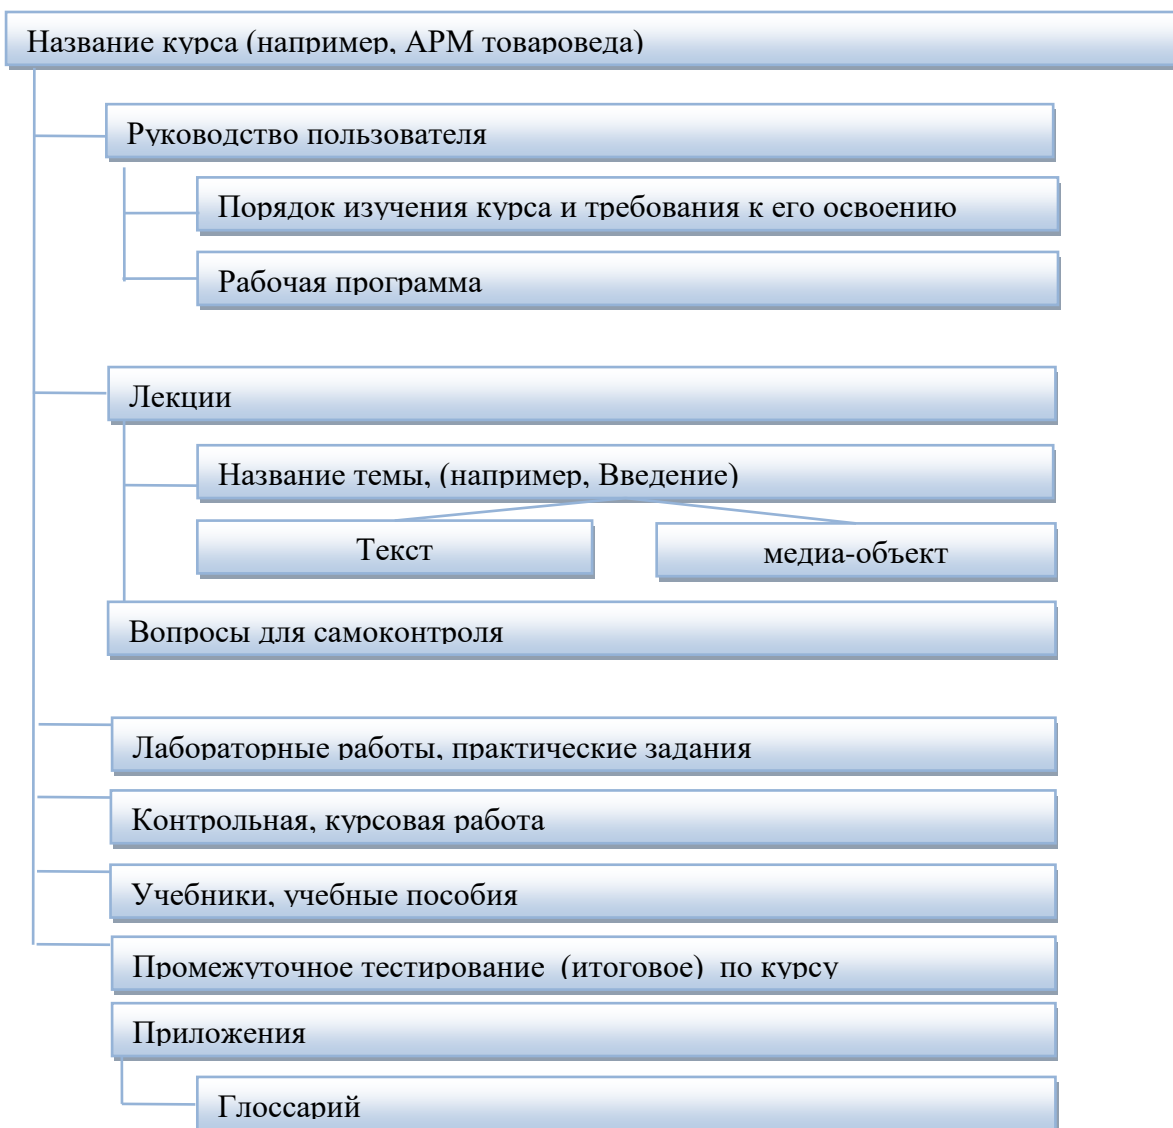 Название курса (например, АРМ товароведа)
Руководство пользователя
Порядок изучения курса и требования к его освоению
Рабочая программа
Лекции
Название темы, (например, Введение)
Текст
медиа-объект
Вопросы для самоконтроля
Лабораторные работы, практические задания
Контрольная, курсовая работа
Учебники, учебные пособия
Промежуточное тестирование (итоговое) по курсу
Приложения
Глоссарий